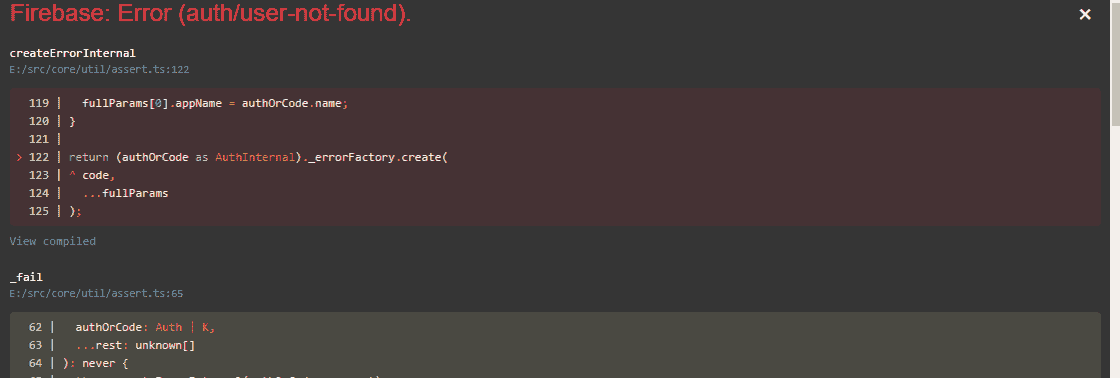 Firebase: Error (auth/user-not-found).
×
createErrorInternal
E:/src/core/util/assert.ts:122
119 | fullParams[0].appName = authOrCode.name;
120 | }
121 |
> 122 | return (authOrCode as AuthInternal)._errorFactory.create(
123 | ^ code,
124 | ...fullParams
125 | );
View compiled
_fail
E:/src/core/util/assert.ts:65
62 | authOrCode: Auth | K,
63 | ...rest: unknown[]
64 | ): never {